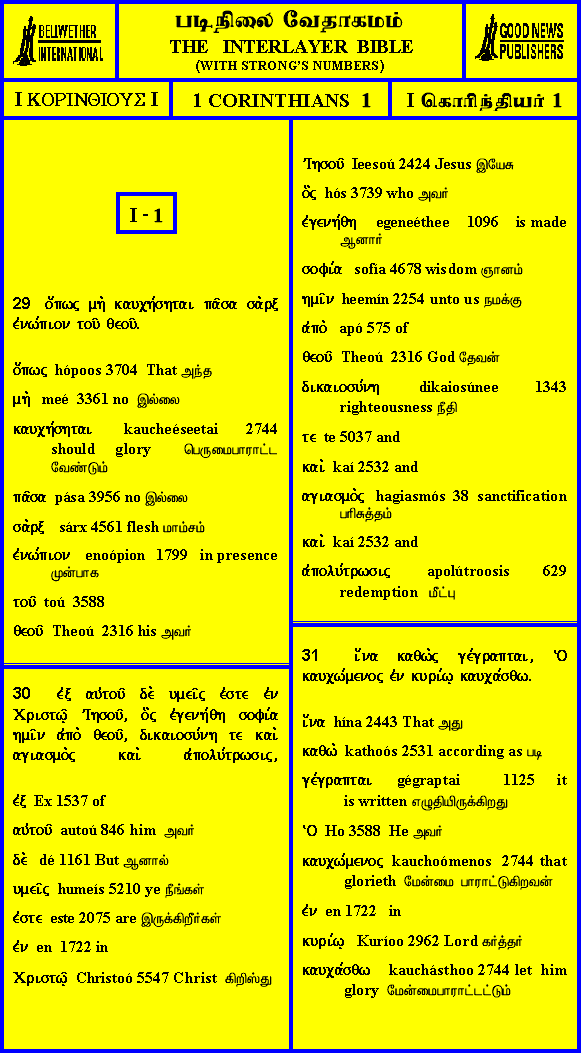 BELLWETHER
INTERNATIONAL
படிநிலை வேதாகமம்
THE INTERLAYER BIBLE
(WITH STRONG'S NUMBERS)
GOOD NEWS
PUBLISHERS
I ΚΟΡΙΝΘΙΟΥΣ I
1 CORINTHIANS 1
I கொரிந்தியர் 1
I - 1
29 ὅπως μὴ καυχήσηται πᾶσα σὰρξ
ἐνώπιον τοῦ θεοῦ.
ὅπως hópoos 3704 That அந்த
μὴ meé 3361 no இல்லை
καυχήσηται kaucheéseetai 2744
should glory பெருமைபாராட்ட
வேண்டும்
πᾶσα pása 3956 no இல்லை
σὰρξ sárx 4561 flesh மாம்சம்
ἐνώπιον enoópion 1799 in presence
முன்பாக
τοῦ toú 3588
θεοῦ Theoú 2316 his அவர்
30 ἐξ αὐτοῦ δὲ υμεῖς ἐστε ἐν
Χριστῷ Ἰησοῦ, ὃς ἐγενήθη σοφία
ημῖν ἀπὸ θεοῦ, δικαιοσύνη τε καὶ
αγιασμὸς καὶ ἀπολύτρωσις,
ἐξ Ex 1537 of
αὐτοῦ autoú 846 him அவர்
δὲ dé 1161 But ஆனால்
υμεῖς humeís 5210 ye நீங்கள்
ἐστε este 2075 are இருக்கிறீர்கள்
ἐν en 1722 in
Χριστῷ Christoó 5547 Christ கிறிஸ்து
Ἰησοῦ Ieesoú 2424 Jesus இயேசு
ὃς hós 3739 who அவர்
ἐγενήθη egeneéthee 1096 is made
ஆனார்
σοφία sofía 4678 wisdom ஞானம்
ημῖν heemín 2254 unto us நமக்கு
ἀπὸ apó 575 of
θεοῦ Theoú 2316 God தேவன்
δικαιοσύνη dikaiosúnee 1343
righteousness நீதி
τε te 5037 and
καὶ kaí 2532 and
αγιασμὸς hagiasmós 38 sanctification
பரிசுத்தம்
καὶ kaí 2532 and
ἀπολύτρωσις apolútroosis 629
redemption மீட்பு
31 ἵνα καθὼς γέγραπται, Ὁ
καυχώμενος ἐν κυρίῳ καυχάσθω.
ἵνα hína 2443 That அது
καθὼ kathoós 2531 according as படி
γέγραπται gégraptai 1125 it
is written எழுதியிருக்கிறது
Ὁ Ho 3588 He அவர்
καυχώμενος kauchoómenos 2744 that
glorieth மேன்மை பாராட்டுகிறவன்
ἐν en 1722 in
κυρίῳ Kuríoo 2962 Lord கர்த்தர்
καυχάσθω kauchásthoo 2744 let him
glory மேன்மைபாராட்டட்டும்